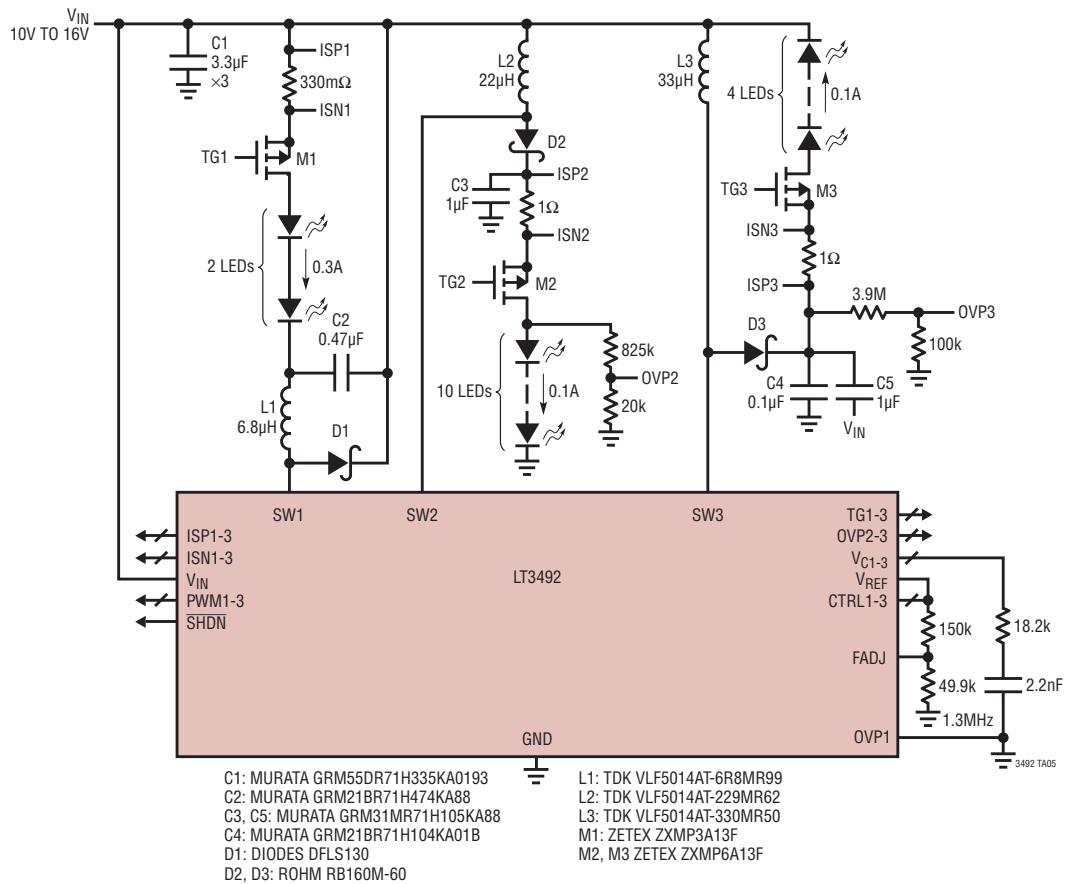 VIN
10V TO 16V
C1
3.3µF
×3
ISP1
330mΩ
ISN1
TG1
M1
2 LEDs
0.3A
C2
0.47µF
L1
6.8µH
D1
L2
22µH
D2
C3
1µF
ISP2
1Ω
ISN2
TG2
M2
10 LEDs
0.1A
825k
OVP2
20k
L3
33µH
4 LEDs
0.1A
TG3
M3
ISN3
1Ω
ISP3
3.9M
OVP3
100k
D3
C4
0.1µF
C5
1µF
VIN
SW1
SW2
SW3
ISP1-3
ISN1-3
VIN
PWM1-3
SHDN
LT3492
GND
TG1-3
OVP2-3
VC1-3
VREF
CTRL1-3
FADJ
OVP1
150k
18.2k
49.9k
2.2nF
1.3MHz
3492 TA05
C1: MURATA GRM55DR71H335KA0193
C2: MURATA GRM21BR71H474KA88
C3, C5: MURATA GRM31MR71H105KA88
C4: MURATA GRM21BR71H104KA01B
D1: DIODES DFLS130
D2, D3: ROHM RB160M-60
L1: TDK VLF5014AT-6R8MR99
L2: TDK VLF5014AT-229MR62
L3: TDK VLF5014AT-330MR50
M1: ZETEX ZXMP3A13F
M2, M3 ZETEX ZXMP6A13F